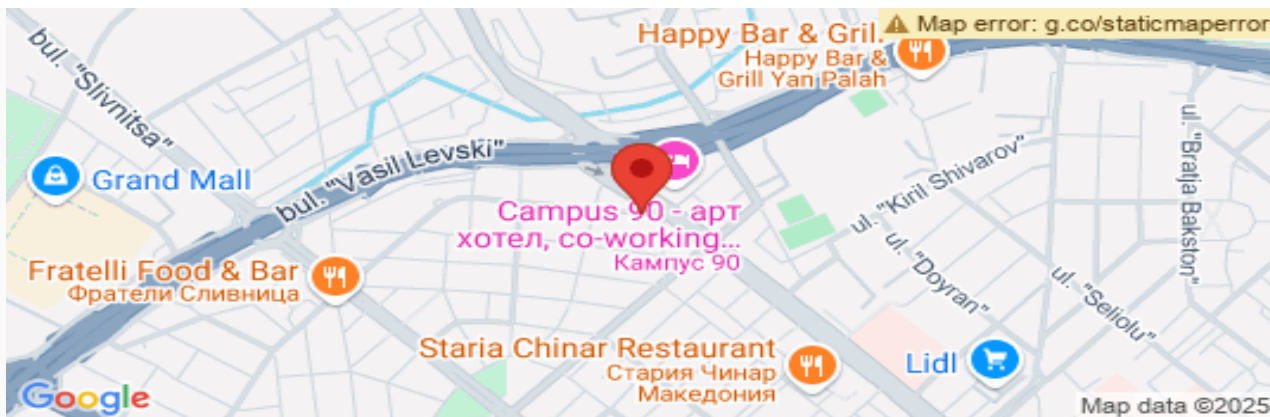 Map error: g.co/staticmaperror
Happy Bar & Gril.
Happy Bar &
Grill Yan Palah
bul. "Slivnitsa"
ul. "Bratja Bakston"
bul. "Vasil Levski"
Grand Mall
ul. "Kiril Shivarov"
Campus 90 - арт
хотел, co-working...
Кампус 90
Fratelli Food & Bar
Фратели Сливница
ul. "Doyran"
ul. "Seliolu"
Staria Chinar Restaurant
Стария Чинар
Македония
Lidl
Google
Map data ©2025